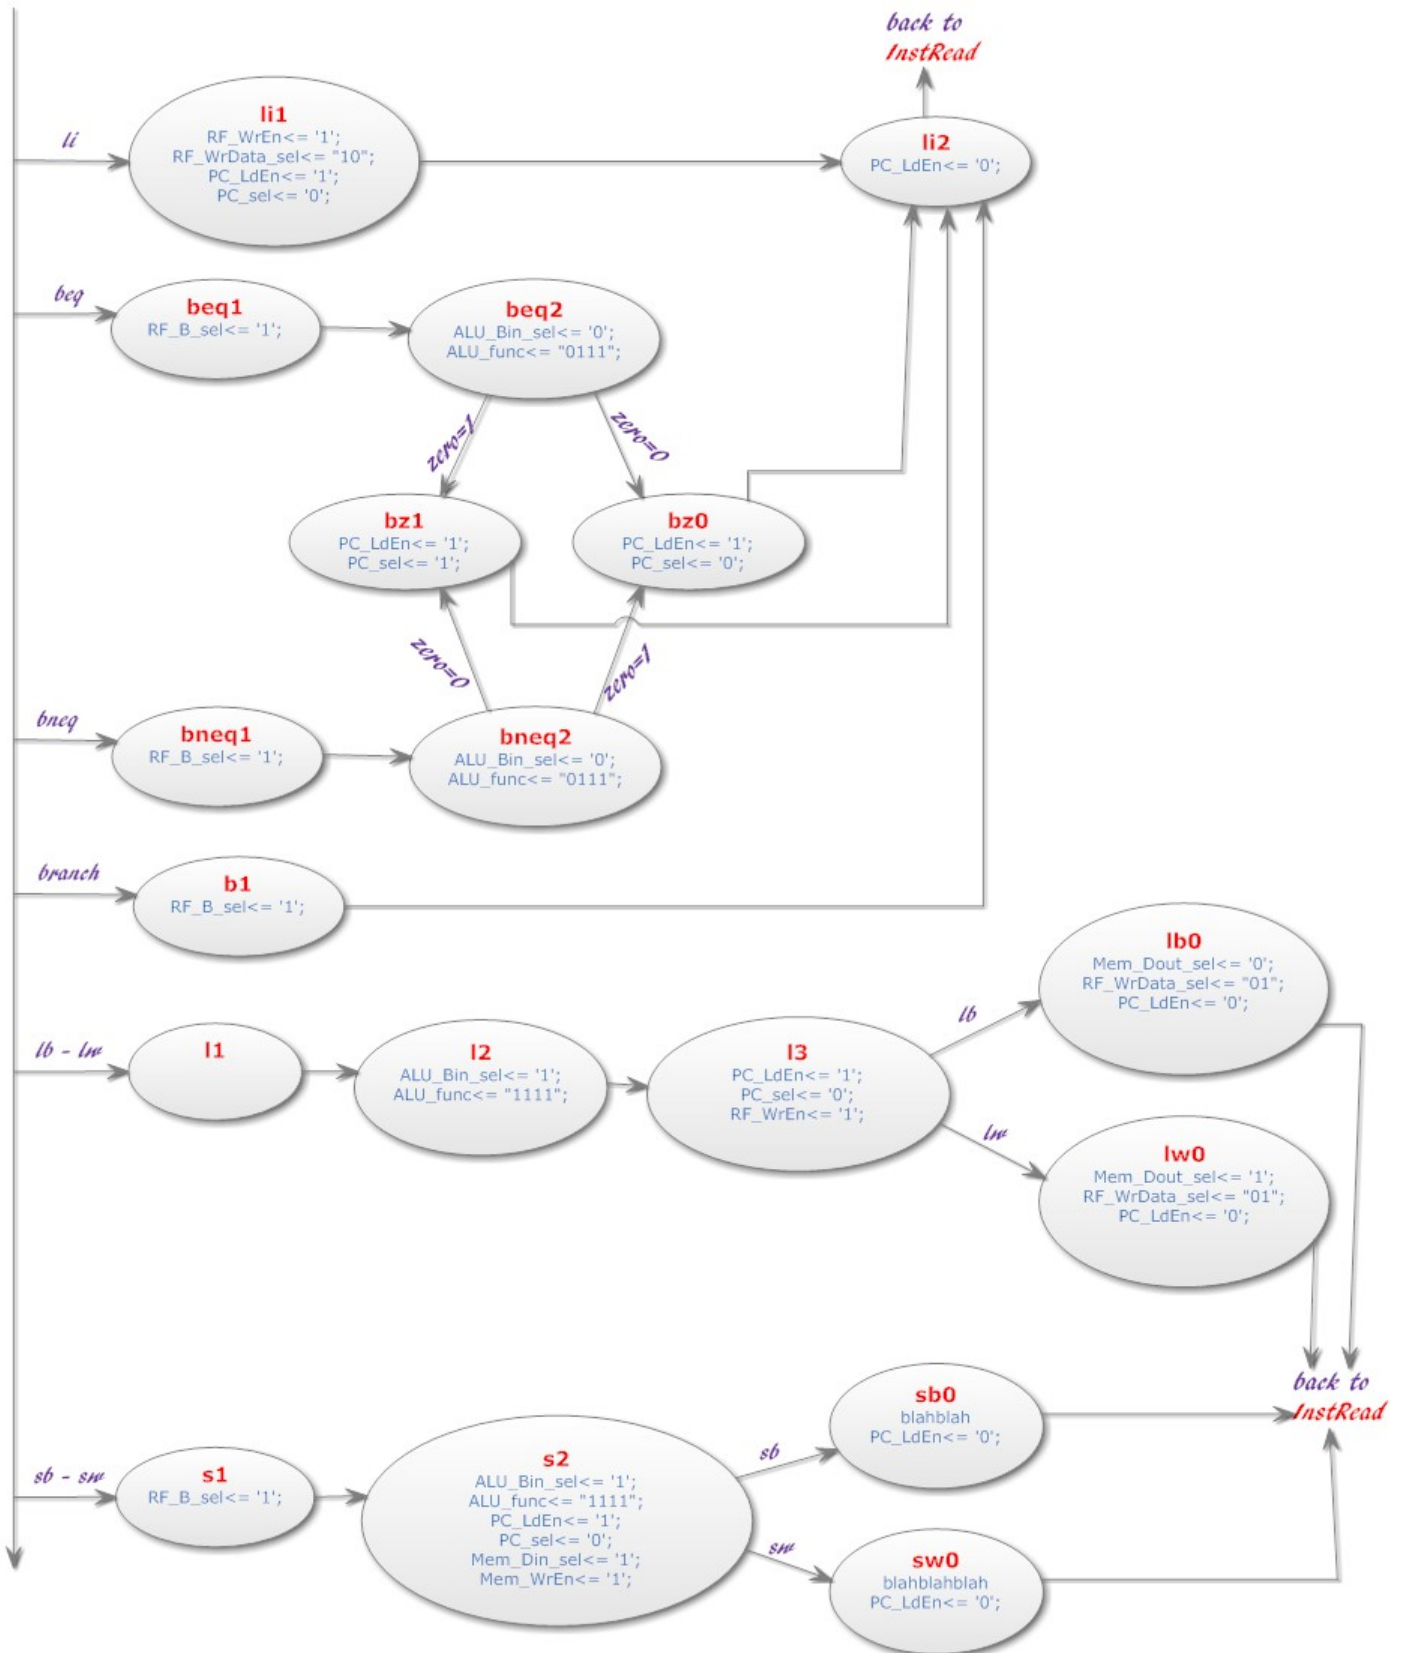 back to
InstRead
li
li1
RF_WrEn<= '1';
RF_WrData_sel<= "10";
PC_LdEn<= '1';
PC_sel<= '0';
li2
PC_LdEn<= '0';
beq
beq1
RF_B_sel<= '1';
beq2
ALU_Bin_sel<= '0';
ALU_func<= "0111";
zero=1
zero=0
bz1
PC_LdEn<= '1';
PC_sel<= '1';
bz0
PC_LdEn<= '1';
PC_sel<= '0';
zero=0
zero=1
bneq
bneq1
RF_B_sel<= '1';
bneq2
ALU_Bin_sel<= '0';
ALU_func<= "0111";
branch
b1
RF_B_sel<= '1';
lb - lw
l1
l2
ALU_Bin_sel<= '1';
ALU_func<= "1111";
l3
PC_LdEn<= '1';
PC_sel<= '0';
RF_WrEn<= '1';
lb
lb0
Mem_Dout_sel<= '0';
RF_WrData_sel<= "01";
PC_LdEn<= '0';
lw
lw0
Mem_Dout_sel<= '1';
RF_WrData_sel<= "01";
PC_LdEn<= '0';
back to
InstRead
sb - sw
s1
RF_B_sel<= '1';
s2
ALU_Bin_sel<= '1';
ALU_func<= "1111";
PC_LdEn<= '1';
PC_sel<= '0';
Mem_Din_sel<= '1';
Mem_WrEn<= '1';
sb
sb0
blahblah
PC_LdEn<= '0';
sw
sw0
blahblahblah
PC_LdEn<= '0';